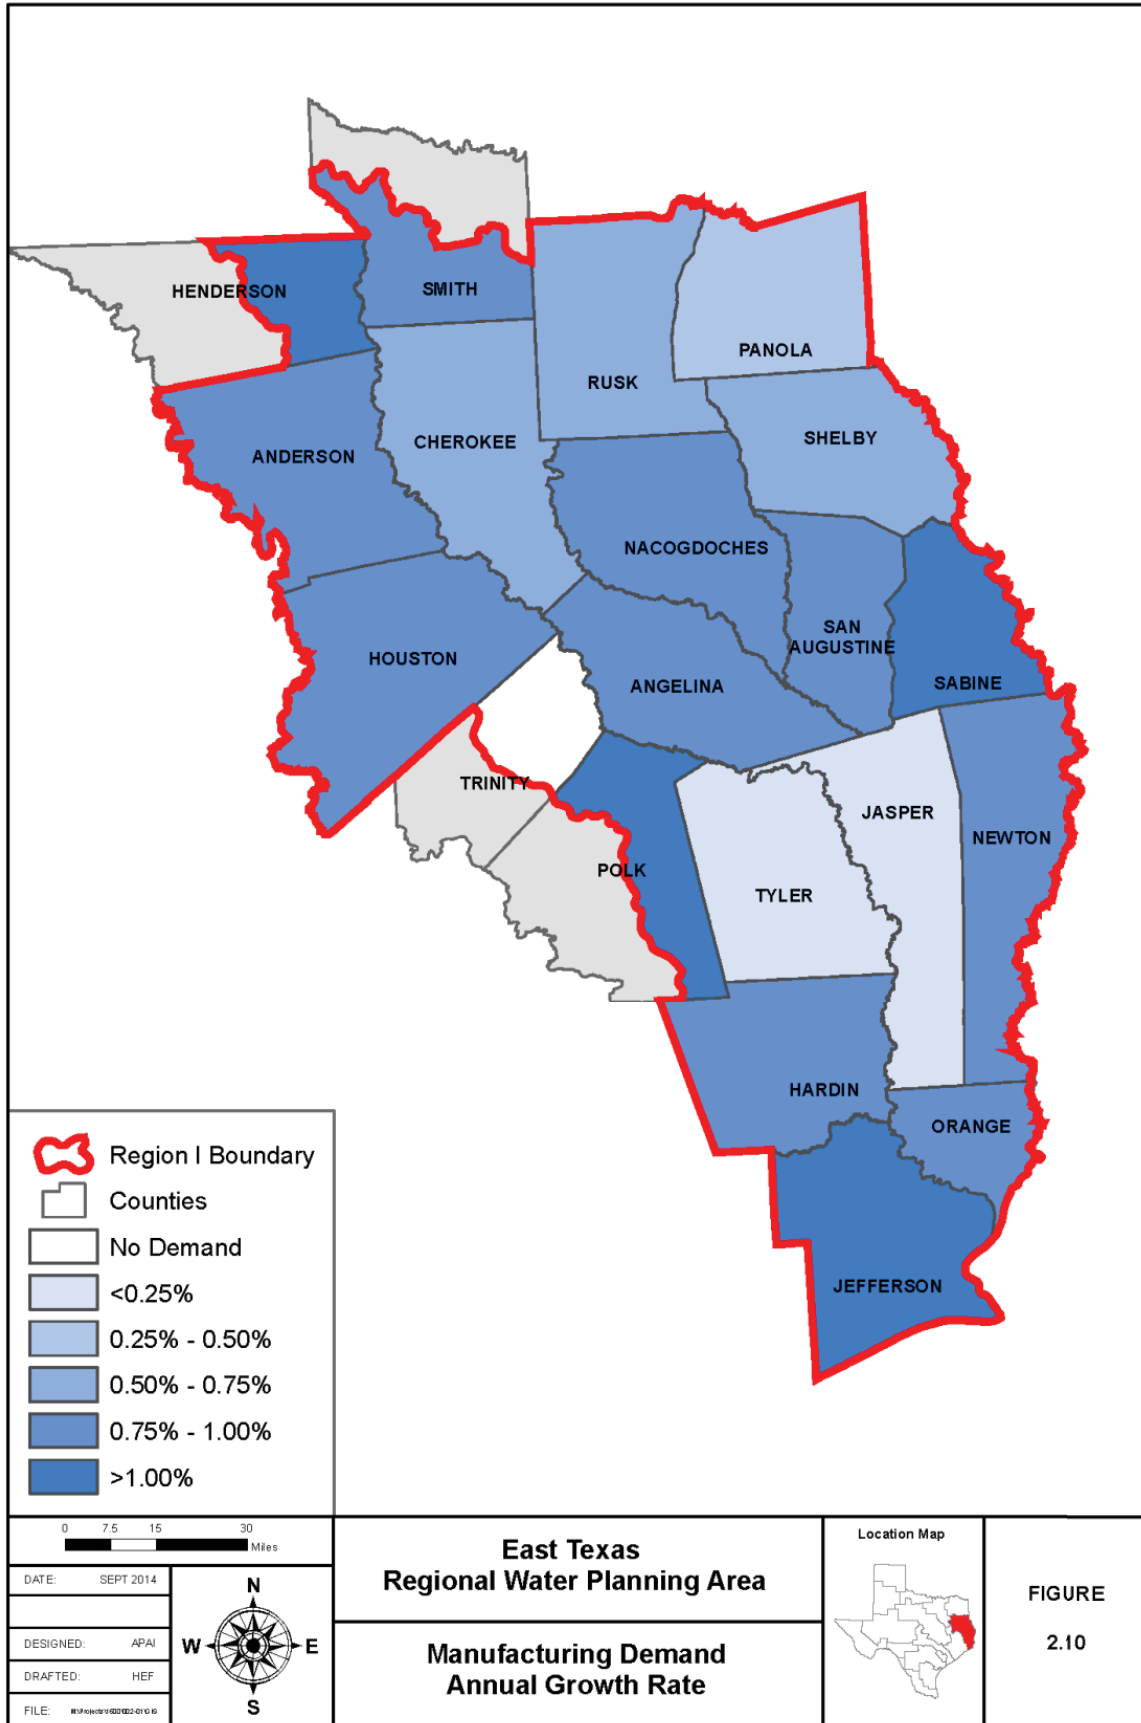 HENDERSON
SMITH
PANOLA
RUSK
CHEROKEE
SHELBY
ANDERSON
NACOGDOCHES
SAN
AUGUSTINE
HOUSTON
ANGELINA
SABINE
TRINITY
JASPER
NEWTON
POLK
TYLER
HARDIN
ORANGE
JEFFERSON
Region I Boundary
Counties
No Demand
<0.25%
0.25% - 0.50%
0.50% - 0.75%
0.75% - 1.00%
>1.00%
0 7.5 15 30
Miles
DATE: SEPT 2014
DESIGNED: APAI
DRAFTED: HEF
FILE:
N
W E
S
East Texas
Regional Water Planning Area
Manufacturing Demand
Annual Growth Rate
Location Map
FIGURE
2.10